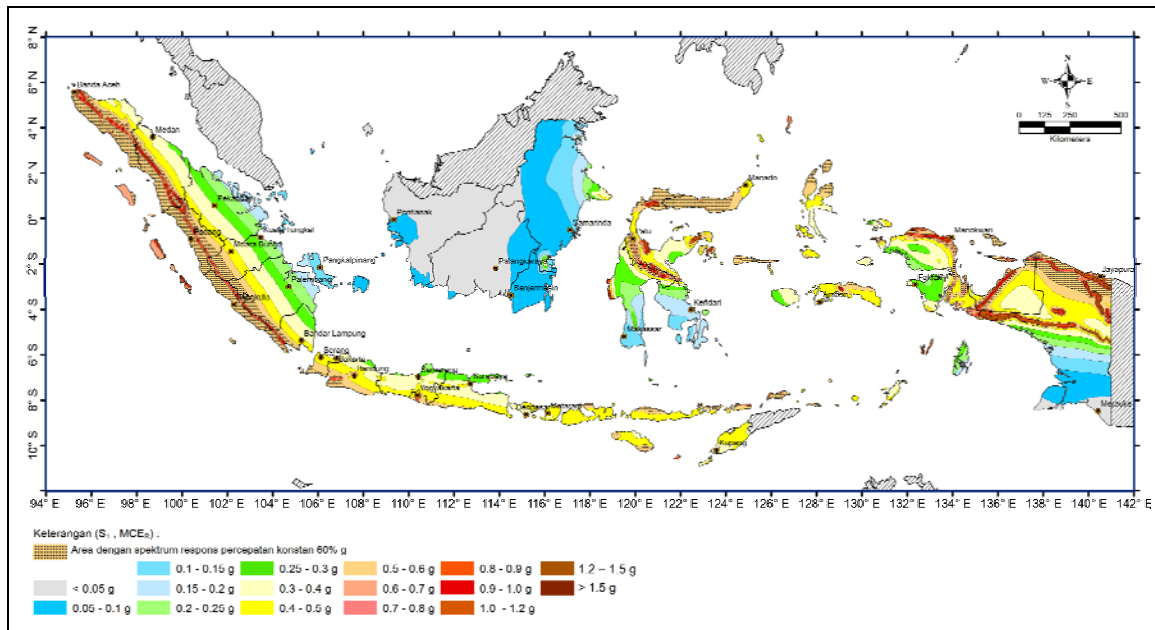 8° N
6° N
4° N
2° N
0°
2° S
4° S
6° S
8° S
10° S
94° E
96° E
98° E
100° E
102° E
104° E
106° E
108° E
110° E
112° E
114° E
116° E
118° E
120° E
122° E
124° E
126° E
128° E
130° E
132° E
134° E
136° E
138° E
140° E
142° E
N
W E
S
0 125 250 500
Kilometers
Banda Aceh
Medan
Padang
Pangkalpinang
Palembang
Bandar Lampung
Serang
Bandung
Semarang
Yogyakarta
Pontianak
Palangkaraya
Banjarmasin
Samarinda
Manado
Palu
Makassar
Kendari
Kupang
Manokwari
Jayapura
Keterangan (S₁ , MCEᵣ) :
Area dengan spektrum respons percepatan konstan 60% g
0.1 - 0.15 g 0.25 - 0.3 g 0.5 - 0.6 g 0.8 - 0.9 g 1.2 – 1.5 g
< 0.05 g 0.15 - 0.2 g 0.3 - 0.4 g 0.6 - 0.7 g 0.9 - 1.0 g > 1.5 g
0.05 - 0.1 g 0.2 - 0.25 g 0.4 - 0.5 g 0.7 - 0.8 g 1.0 - 1.2 g